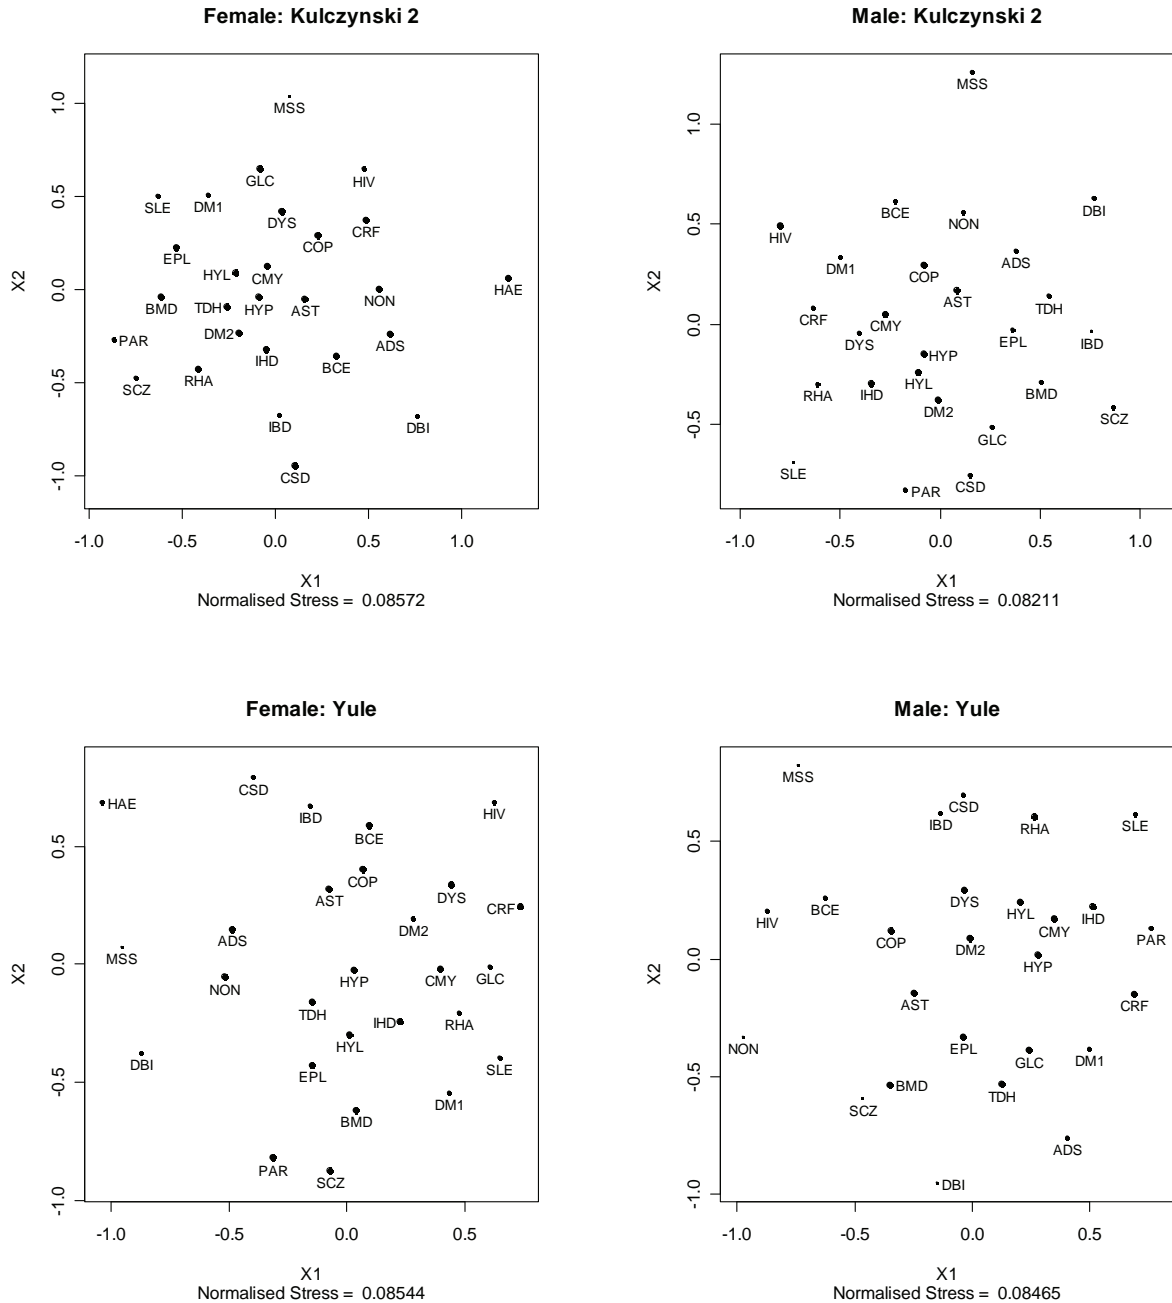 Female: Kulczynski 2
1.0
0.5
0.0
-0.5
-1.0
X2
MSS
GLC
HIV
SLE
DM1
DYS
CRF
COP
EPL
HYL
CMY
HAE
BMD
TDH
HYP
AST
NON
PAR
DM2
IHD
ADS
BCE
SCZ
RHA
IBD
DBI
CSD
-1.0 -0.5 0.0 0.5 1.0
X1
Normalised Stress = 0.08572
Male: Kulczynski 2
1.0
0.5
0.0
-0.5
X2
MSS
DBI
BCE
NON
HIV
DM1
ADS
COP
AST
TDH
CRF
CMY
DYS
EPL
IBD
HYP
HYL
RHA
IHD
BMD
DM2
SCZ
GLC
SLE
CSD
PAR
-1.0 -0.5 0.0 0.5 1.0
X1
Normalised Stress = 0.08211
Female: Yule
0.5
0.0
-0.5
-1.0
X2
CSD
HAE
IBD
HIV
BCE
COP
AST
DYS
CRF
DM2
ADS
MSS
NON
HYP
CMY
GLC
TDH
IHD
RHA
HYL
DBI
EPL
SLE
DM1
BMD
PAR
SCZ
-1.0 -0.5 0.0 0.5
X1
Normalised Stress = 0.08544
Male: Yule
0.5
0.0
-0.5
-1.0
X2
MSS
CSD
IBD
RHA
SLE
DYS
BCE
HYL
IHD
HIV
CMY
COP
DM2
PAR
HYP
AST
CRF
NON
EPL
GLC
DM1
BMD
TDH
SCZ
ADS
DBI
-1.0 -0.5 0.0 0.5
X1
Normalised Stress = 0.08465